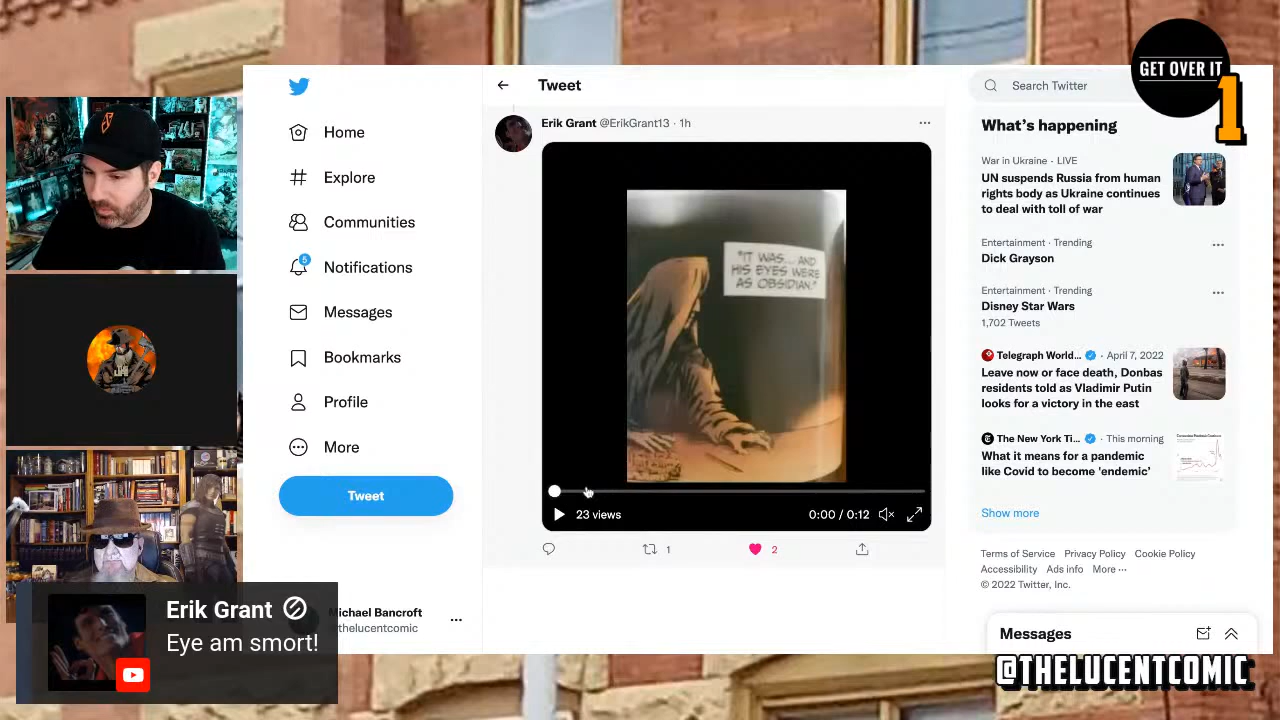 GET OVER IT
1
Tweet
Search Twitter
Home
Explore
Communities
5
Notifications
Messages
Bookmarks
Profile
More
Tweet
Michael Bancroft
@thelucentcomic
Erik Grant @ErikGrant13 · 1h
"IT WAS... AND
HIS EYES WERE
AS OBSIDIAN."
23 views
0:00 / 0:12
1
2
What's happening
War in Ukraine · LIVE
UN suspends Russia from human
rights body as Ukraine continues
to deal with toll of war
Entertainment · Trending
Dick Grayson
Entertainment · Trending
Disney Star Wars
1,702 Tweets
Telegraph World... · April 7, 2022
Leave now or face death, Donbas
residents told as Vladimir Putin
looks for a victory in the east
The New York Ti... · This morning
What it means for a pandemic
like Covid to become 'endemic'
Show more
Terms of Service Privacy Policy Cookie Policy
Accessibility Ads info More ···
© 2022 Twitter, Inc.
Messages
@THELUCENTCOMIC
Erik Grant
Eye am smort!